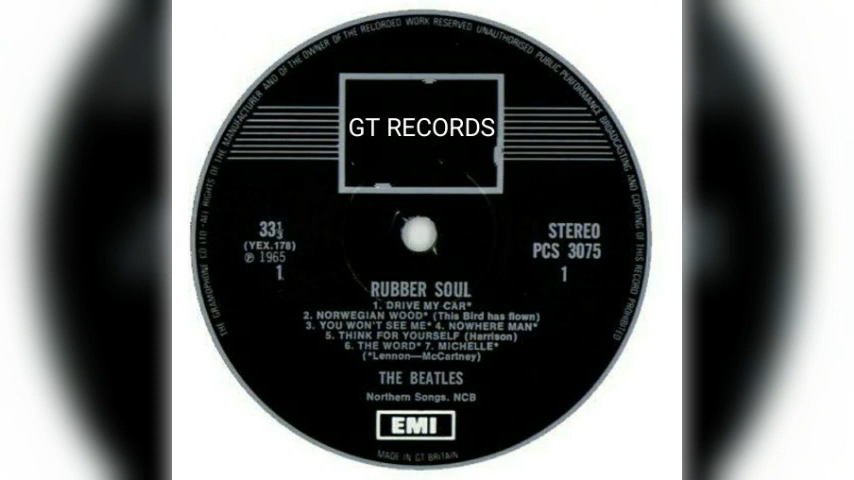 THE GRAMOPHONE CO LTD·ALL RIGHTS OF THE MANUFACTURER AND OF THE OWNER OF THE RECORDED WORK RESERVED UNAUTHORISED PUBLIC PERFORMANCE BROADCASTING AND COPYING OF THIS RECORD PROHIBITED
GT RECORDS
33⅓
(YEX.178)
℗ 1965
1
STEREO
PCS 3075
1
RUBBER SOUL
1. DRIVE MY CAR*
2. NORWEGIAN WOOD* (This Bird has flown)
3. YOU WON'T SEE ME* 4. NOWHERE MAN*
5. THINK FOR YOURSELF (Harrison)
6. THE WORD* 7. MICHELLE*
(*Lennon—McCartney)
THE BEATLES
Northern Songs. NCB
EMI
MADE IN GT BRITAIN